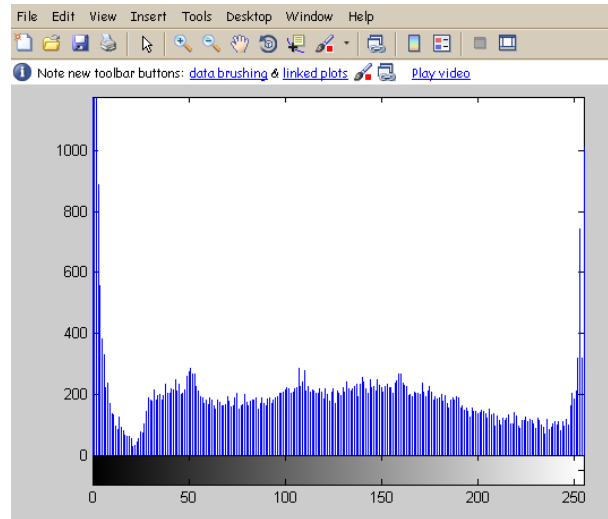 File Edit View Insert Tools Desktop Window Help
Note new toolbar buttons: data brushing & linked plots Play video
1000
800
600
400
200
0
0 50 100 150 200 250